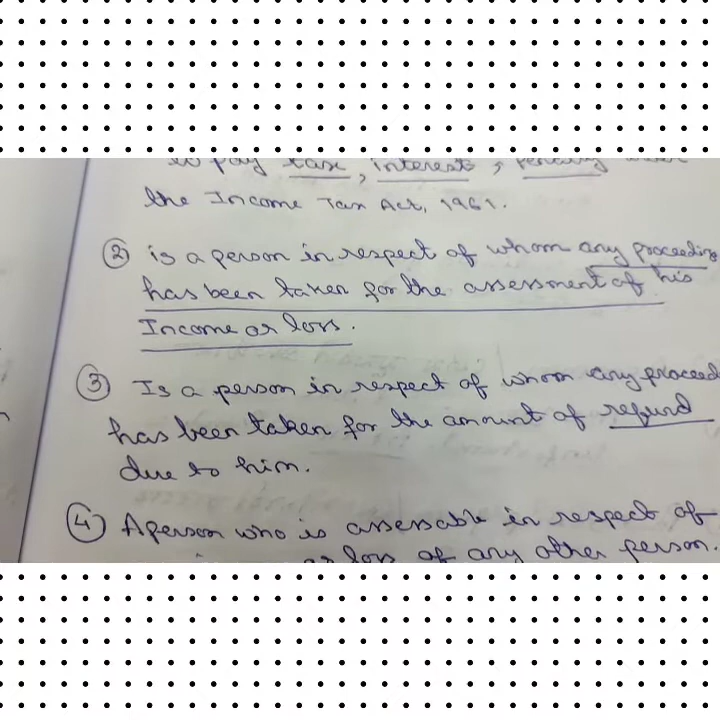 to pay tax, interest, penalty under
the Income Tax Act, 1961.
② is a person in respect of whom any proceeding
has been taken for the assessment of his
Income or loss.
③ Is a person in respect of whom any proceed
has been taken for the amount of refund
due to him.
④ A person who is assessable in respect of
or loss of any other person.